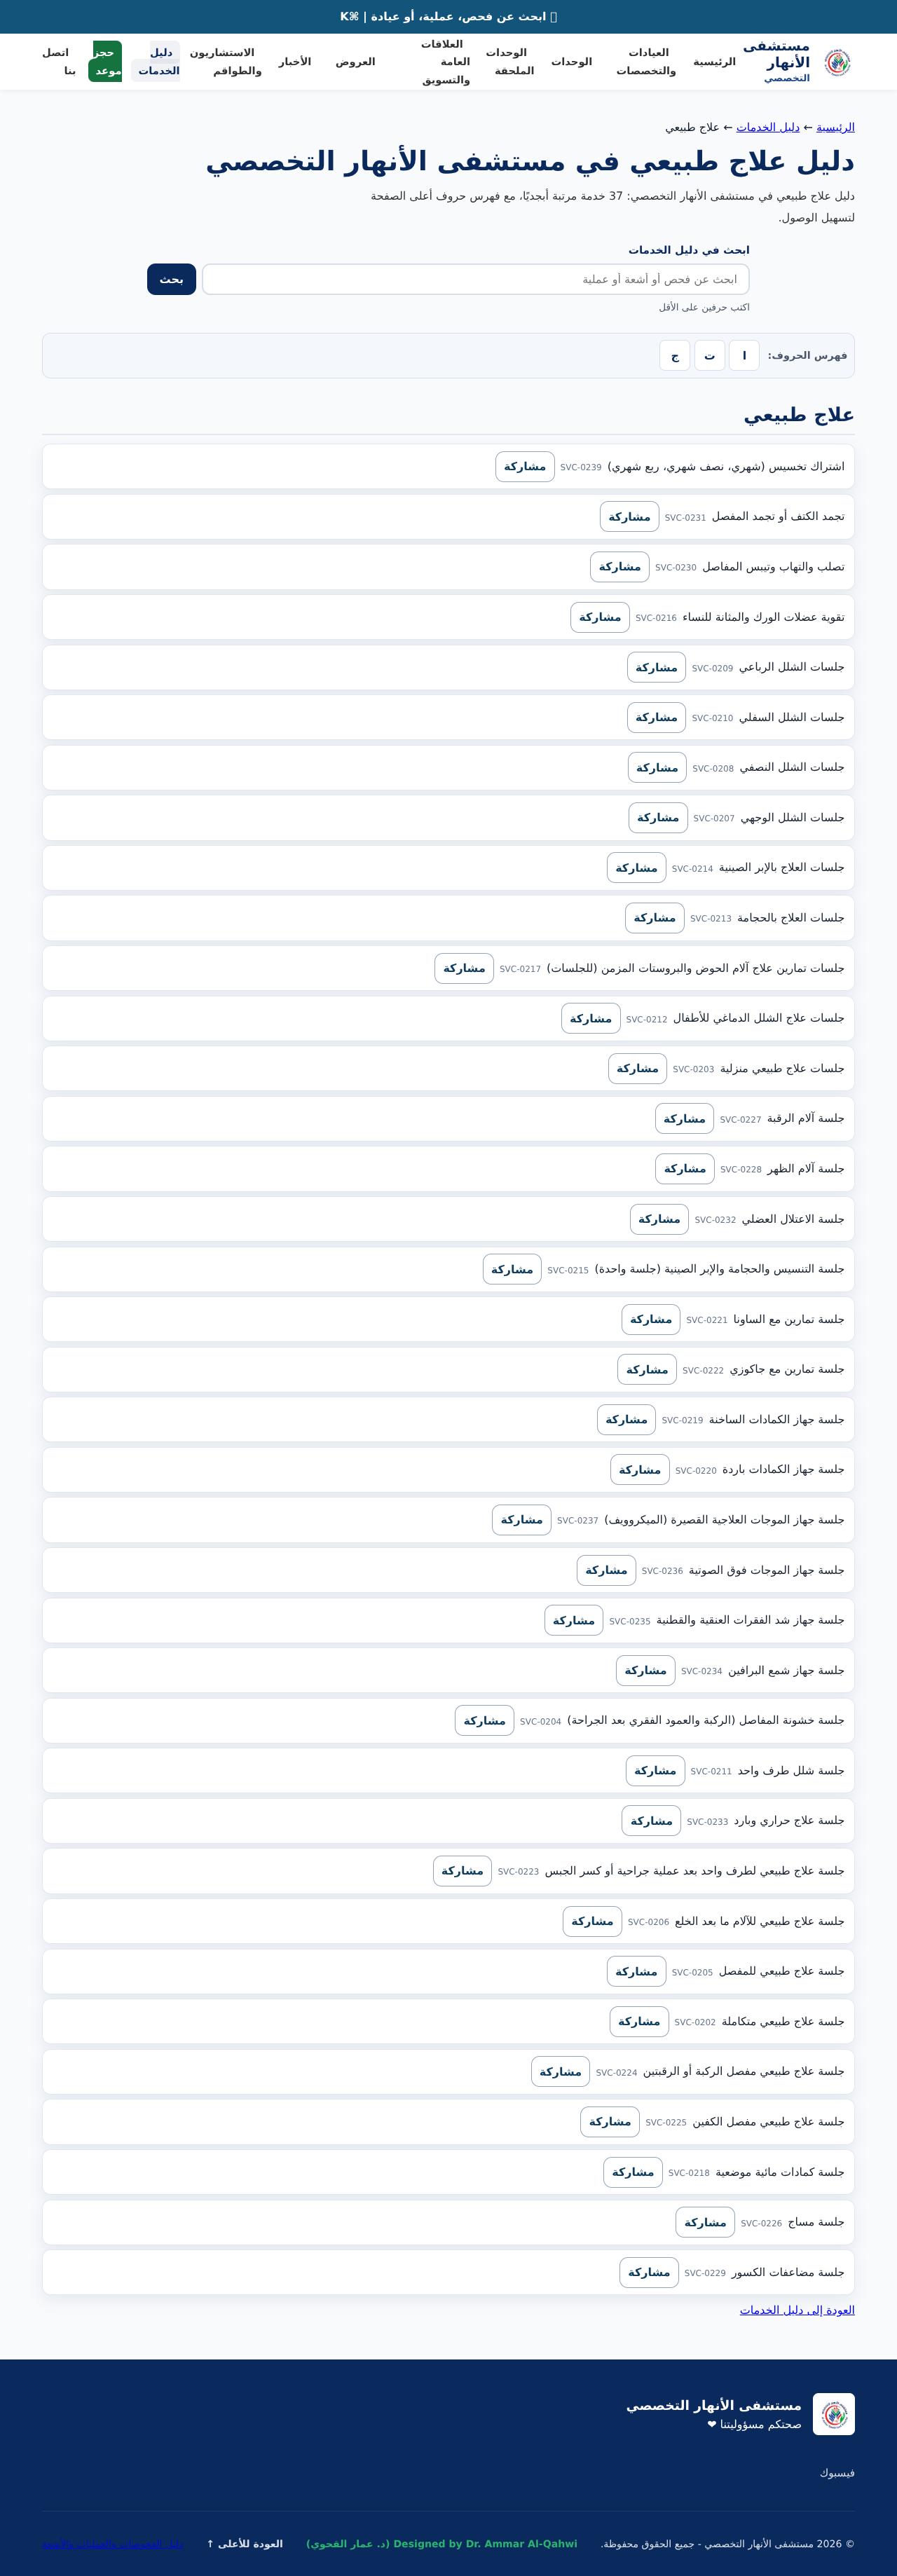 ابحث عن فحص، عملية، أو عيادة | ⌘K
مستشفى
الأنهار
التخصصي
الرئيسية
العيادات
والتخصصات
الوحدات
الوحدات
الملحقة
العلاقات
العامة
والتسويق
العروض
الأخبار
الاستشاريون
والطواقم
دليل
الخدمات
حجز
موعد
اتصل
بنا
الرئيسية ← دليل الخدمات ← علاج طبيعي
دليل علاج طبيعي في مستشفى الأنهار التخصصي
دليل علاج طبيعي في مستشفى الأنهار التخصصي: 37 خدمة مرتبة أبجديًا، مع فهرس حروف أعلى الصفحة
لتسهيل الوصول.
ابحث في دليل الخدمات
ابحث عن فحص أو أشعة أو عملية
بحث
اكتب حرفين على الأقل
فهرس الحروف: ا ت ج
علاج طبيعي
اشتراك تخسيس (شهري، نصف شهري، ربع شهري) SVC-0239 مشاركة
تجمد الكتف أو تجمد المفصل SVC-0231 مشاركة
تصلب والتهاب وتيبس المفاصل SVC-0230 مشاركة
تقوية عضلات الورك والمثانة للنساء SVC-0216 مشاركة
جلسات الشلل الرباعي SVC-0209 مشاركة
جلسات الشلل السفلي SVC-0210 مشاركة
جلسات الشلل النصفي SVC-0208 مشاركة
جلسات الشلل الوجهي SVC-0207 مشاركة
جلسات العلاج بالإبر الصينية SVC-0214 مشاركة
جلسات العلاج بالحجامة SVC-0213 مشاركة
جلسات تمارين علاج آلام الحوض والبروستات المزمن (للجلسات) SVC-0217 مشاركة
جلسات علاج الشلل الدماغي للأطفال SVC-0212 مشاركة
جلسات علاج طبيعي منزلية SVC-0203 مشاركة
جلسة آلام الرقبة SVC-0227 مشاركة
جلسة آلام الظهر SVC-0228 مشاركة
جلسة الاعتلال العضلي SVC-0232 مشاركة
جلسة التنسيس والحجامة والإبر الصينية (جلسة واحدة) SVC-0215 مشاركة
جلسة تمارين مع الساونا SVC-0221 مشاركة
جلسة تمارين مع جاكوزي SVC-0222 مشاركة
جلسة جهاز الكمادات الساخنة SVC-0219 مشاركة
جلسة جهاز الكمادات باردة SVC-0220 مشاركة
جلسة جهاز الموجات العلاجية القصيرة (الميكروويف) SVC-0237 مشاركة
جلسة جهاز الموجات فوق الصوتية SVC-0236 مشاركة
جلسة جهاز شد الفقرات العنقية والقطنية SVC-0235 مشاركة
جلسة جهاز شمع البرافين SVC-0234 مشاركة
جلسة خشونة المفاصل (الركبة والعمود الفقري بعد الجراحة) SVC-0204 مشاركة
جلسة شلل طرف واحد SVC-0211 مشاركة
جلسة علاج حراري وبارد SVC-0233 مشاركة
جلسة علاج طبيعي لطرف واحد بعد عملية جراحية أو كسر الجبس SVC-0223 مشاركة
جلسة علاج طبيعي للآلام ما بعد الخلع SVC-0206 مشاركة
جلسة علاج طبيعي للمفصل SVC-0205 مشاركة
جلسة علاج طبيعي متكاملة SVC-0202 مشاركة
جلسة علاج طبيعي مفصل الركبة أو الرقبتين SVC-0224 مشاركة
جلسة علاج طبيعي مفصل الكفين SVC-0225 مشاركة
جلسة كمادات مائية موضعية SVC-0218 مشاركة
جلسة مساج SVC-0226 مشاركة
جلسة مضاعفات الكسور SVC-0229 مشاركة
العودة إلى دليل الخدمات
مستشفى الأنهار التخصصي
صحتكم مسؤوليتنا ❤
فيسبوك
© 2026 مستشفى الأنهار التخصصي - جميع الحقوق محفوظة.
Designed by Dr. Ammar Al-Qahwi (د. عمار القحوي)
العودة للأعلى ↑